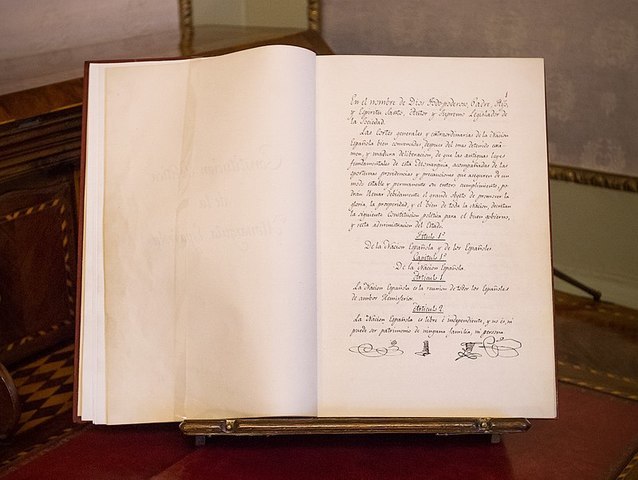 1
En el nombre de Dios Todopoderoso, Padre, Hijo,
y Espiritu Santo, Autor y Supremo Legislador de
la Sociedad.
Las Cortes generales y extraordinarias de la Nacion
Española bien convencidas, despues del mas detenido exâ-
men, y madura deliberacion, de que las antiguas leyes
fundamentales de esta Monarquia, acompañadas de las
oportunas providencias y precauciones que aseguren de un
modo estable y permanente su entero cumplimiento, po-
dran llenar debidamente el grande objeto de promover la
gloria, la prosperidad, y el bien de toda la Nacion, decretan
la siguiente Constitucion politica para el buen gobierno,
y recta administracion del Estado.
Titulo 1º
De la Nacion Española y de los Españoles.
Capitulo 1º
De la Nacion Española.
Articulo 1
La Nacion Española es la reunion de todos los Españoles
de ambos Hemisferios.
Articulo 2
La Nacion Española es libre é independiente, y no es, ni
puede ser patrimonio de ninguna familia, ni persona.